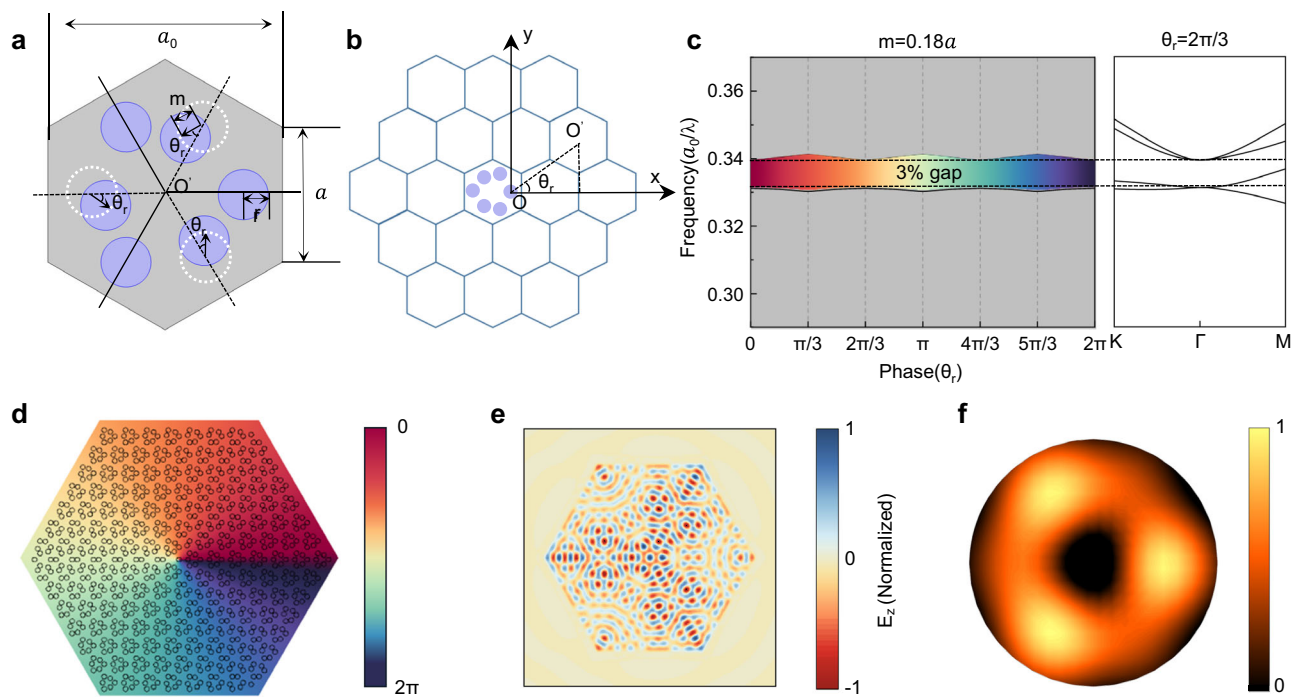 a
a₀
m
θᵣ
O'
θᵣ
r
θᵣ
a
b
y
O'
θᵣ
O
x
c
m=0.18a
θᵣ=2π/3
Frequency(a₀/λ)
0.36
0.34
0.32
0.30
3% gap
0 π/3 2π/3 π 4π/3 5π/3 2π
Phase(θᵣ)
K Γ M
d
0
2π
e
1
0
-1
E_z (Normalized)
f
1
0